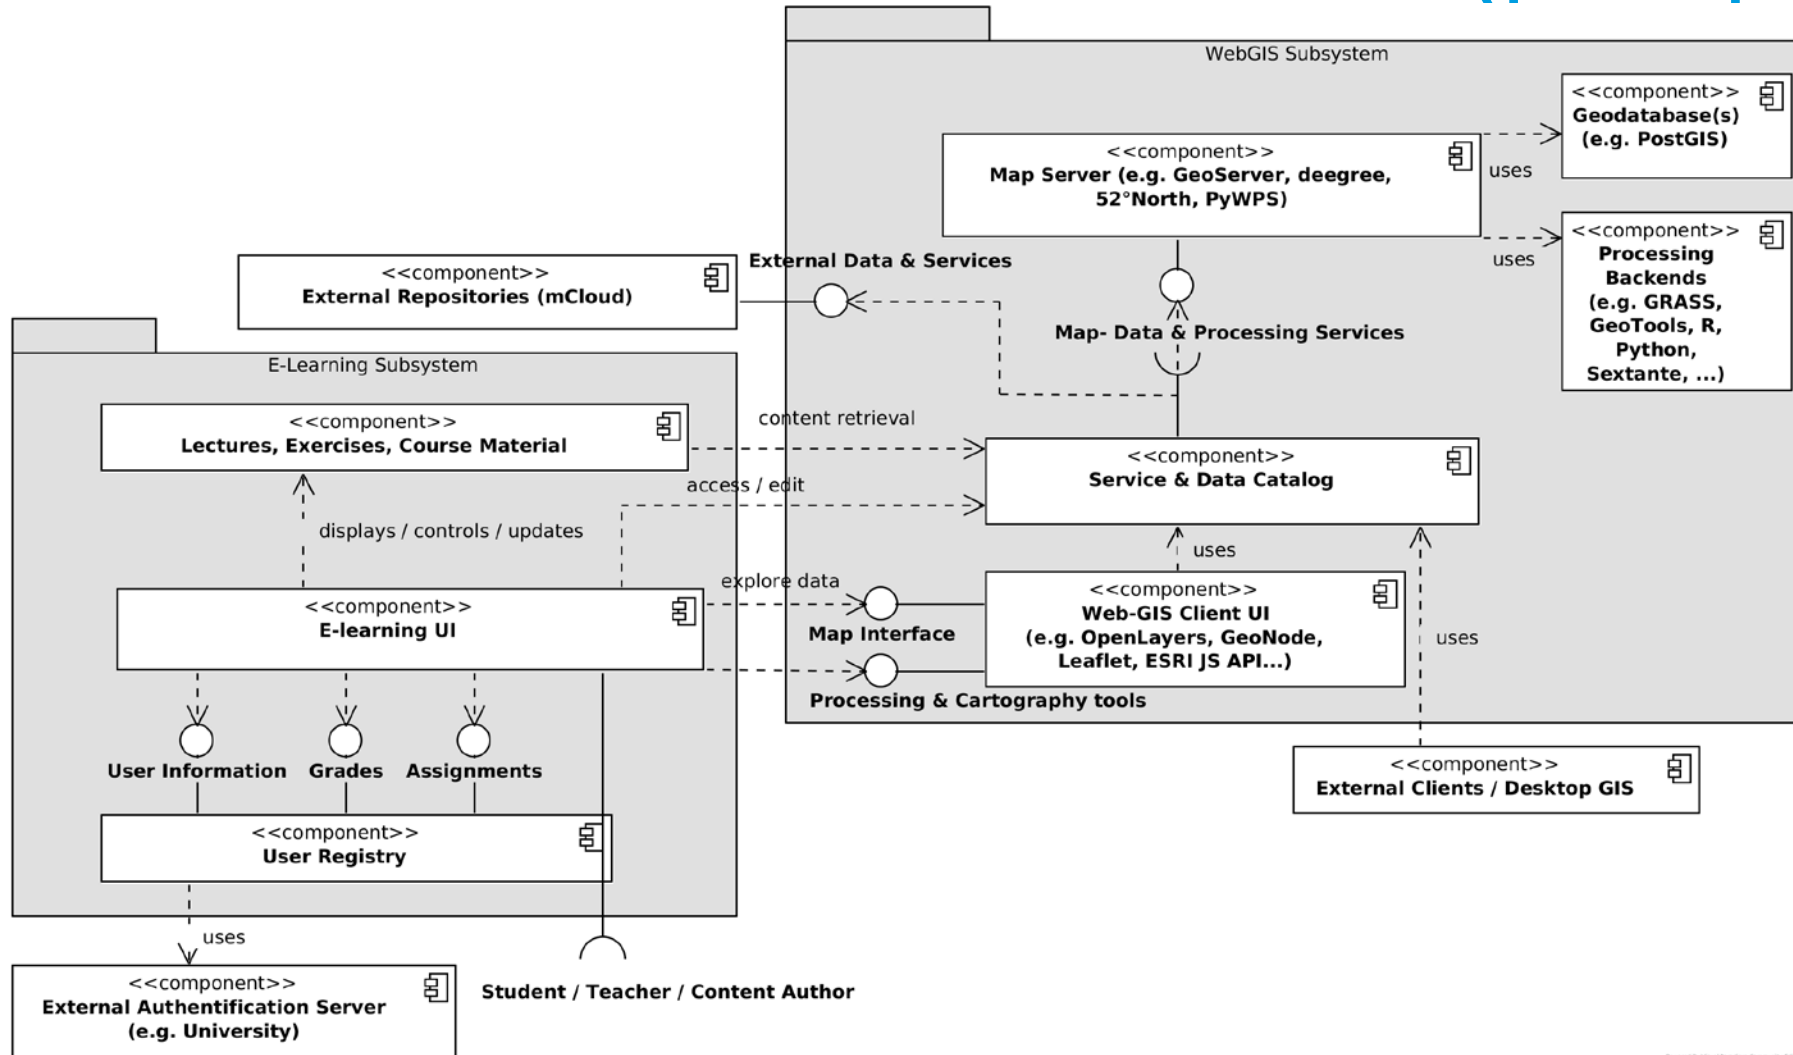 WebGIS Subsystem
<<component>>
Geodatabase(s)
(e.g. PostGIS)
<<component>>
Map Server (e.g. GeoServer, deegree,
52°North, PyWPS)
uses
<<component>>
Processing
Backends
(e.g. GRASS,
GeoTools, R,
Python,
Sextante, ...)
uses
External Data & Services
<<component>>
External Repositories (mCloud)
Map- Data & Processing Services
E-Learning Subsystem
<<component>>
Lectures, Exercises, Course Material
content retrieval
<<component>>
Service & Data Catalog
access / edit
displays / controls / updates
uses
explore data
<<component>>
E-learning UI
<<component>>
Web-GIS Client UI
(e.g. OpenLayers, GeoNode,
Leaflet, ESRI JS API...)
Map Interface
uses
Processing & Cartography tools
User Information
Grades
Assignments
<<component>>
External Clients / Desktop GIS
<<component>>
User Registry
uses
<<component>>
External Authentification Server
(e.g. University)
Student / Teacher / Content Author